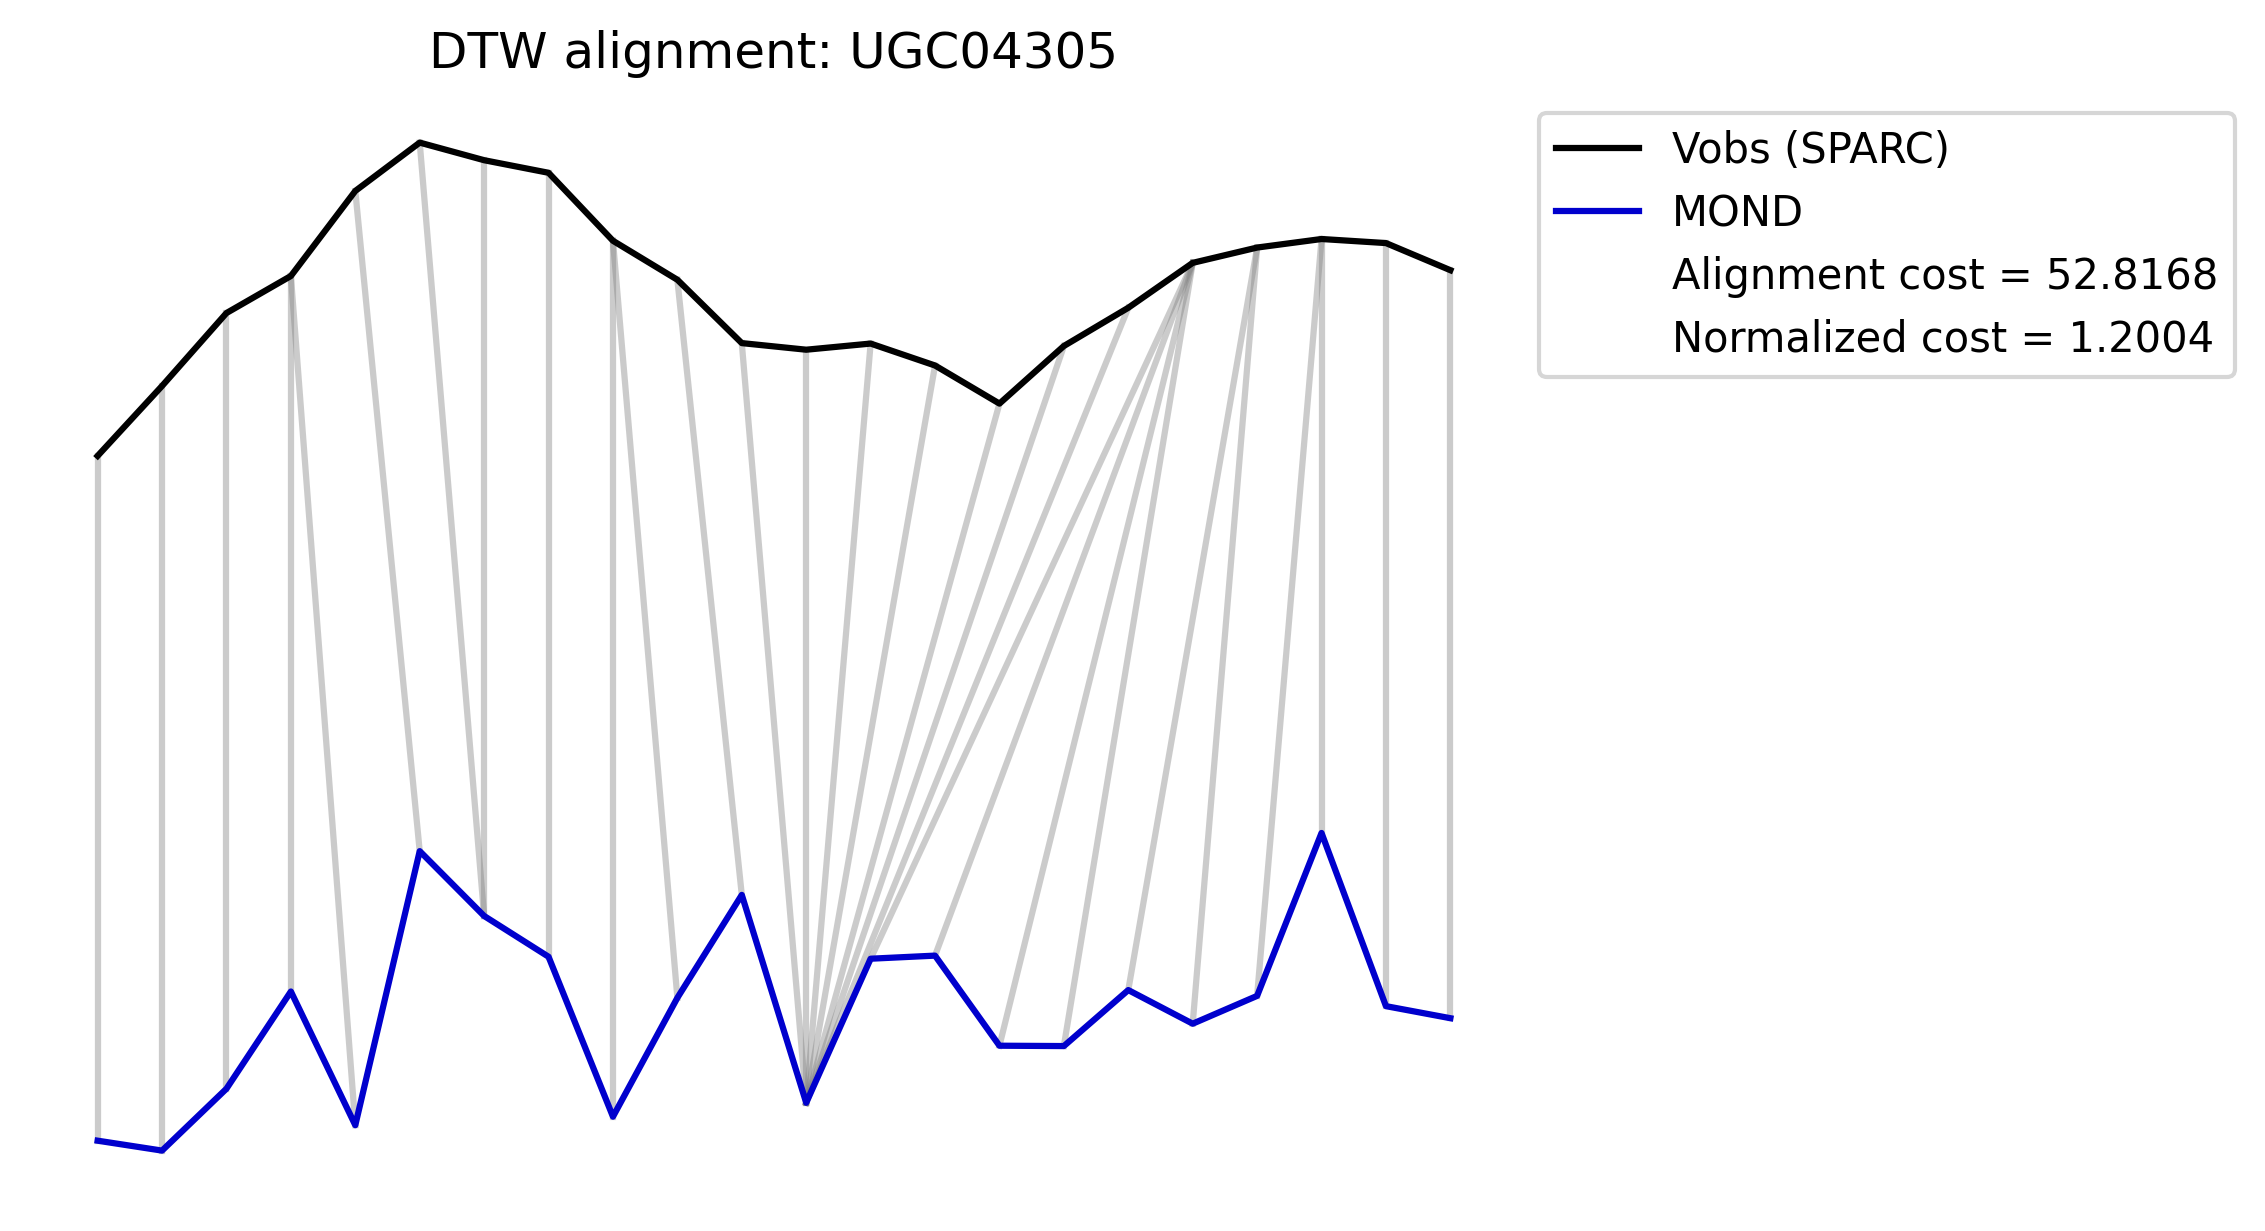 DTW alignment: UGC04305
Vobs (SPARC)
MOND
Alignment cost = 52.8168
Normalized cost = 1.2004